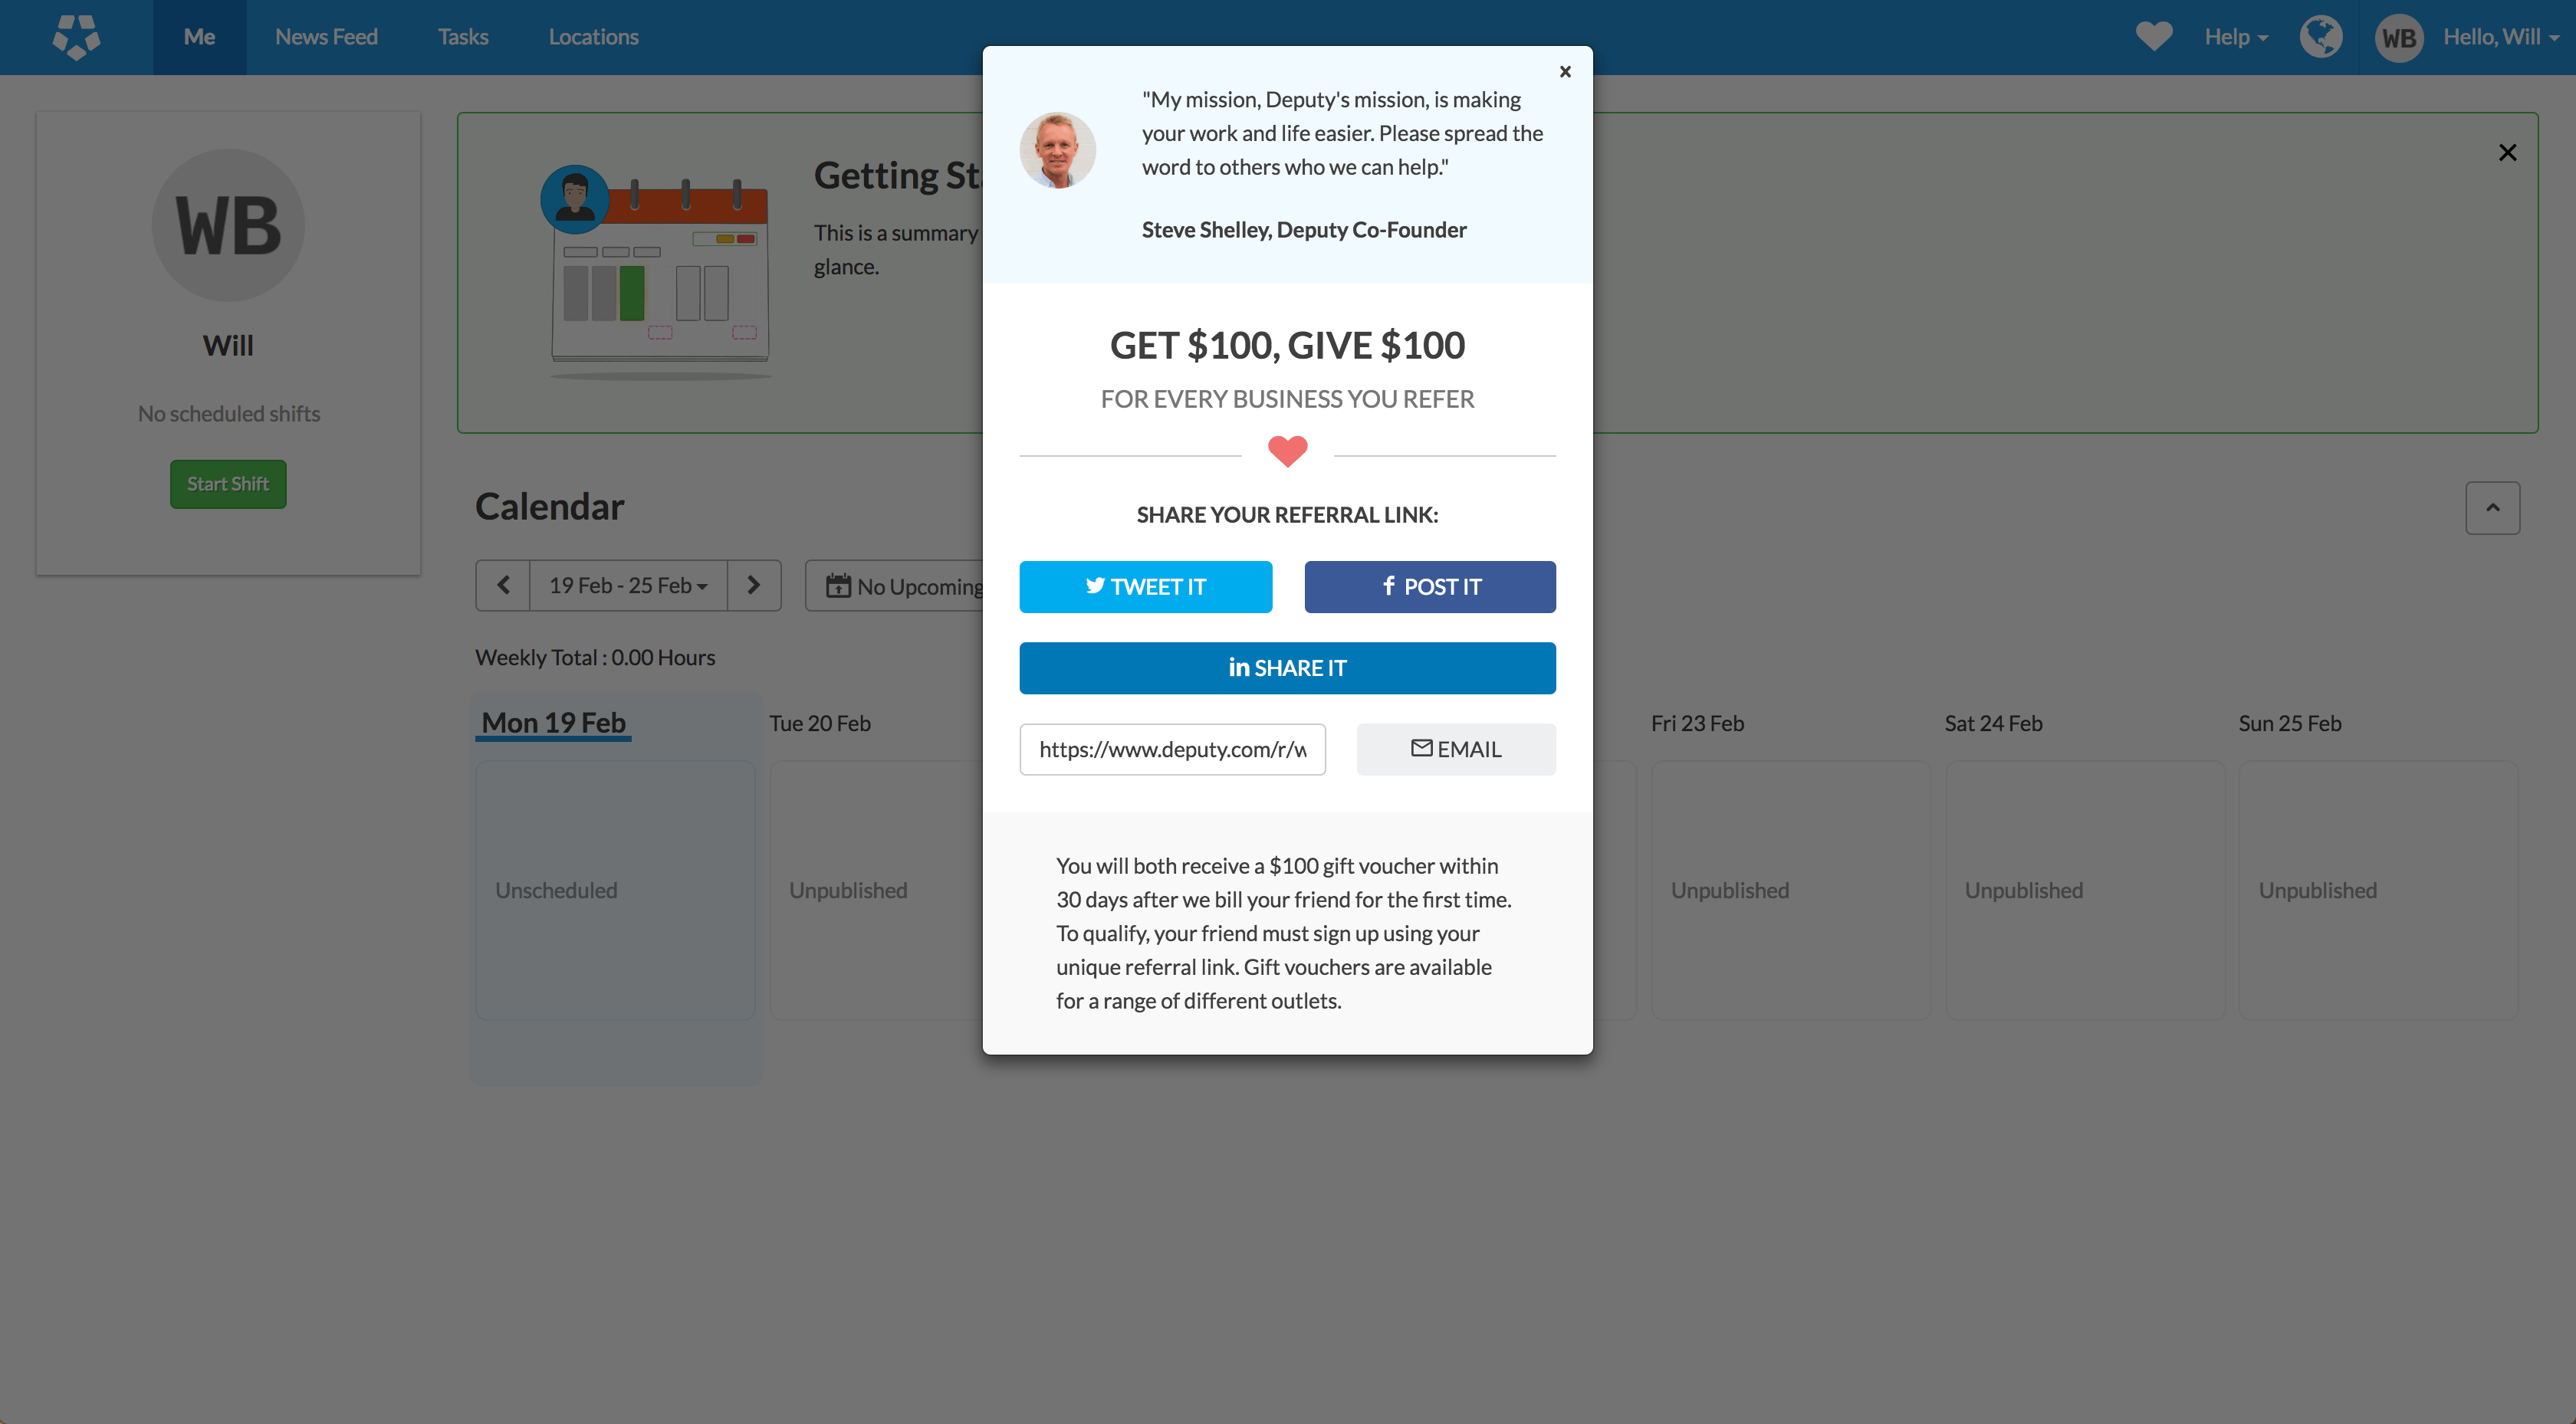 Me
News Feed
Tasks
Locations
Help
WB
Hello, Will
WB
Will
No scheduled shifts
Start Shift
Getting St
This is a summary
glance.
Calendar
19 Feb - 25 Feb
No Upcoming
Weekly Total : 0.00 Hours
Mon 19 Feb
Tue 20 Feb
Fri 23 Feb
Sat 24 Feb
Sun 25 Feb
Unscheduled
Unpublished
Unpublished
Unpublished
Unpublished
x
"My mission, Deputy's mission, is making
your work and life easier. Please spread the
word to others who we can help."
Steve Shelley, Deputy Co-Founder
GET $100, GIVE $100
FOR EVERY BUSINESS YOU REFER
SHARE YOUR REFERRAL LINK:
TWEET IT
f POST IT
in SHARE IT
https://www.deputy.com/r/w
EMAIL
You will both receive a $100 gift voucher within
30 days after we bill your friend for the first time.
To qualify, your friend must sign up using your
unique referral link. Gift vouchers are available
for a range of different outlets.